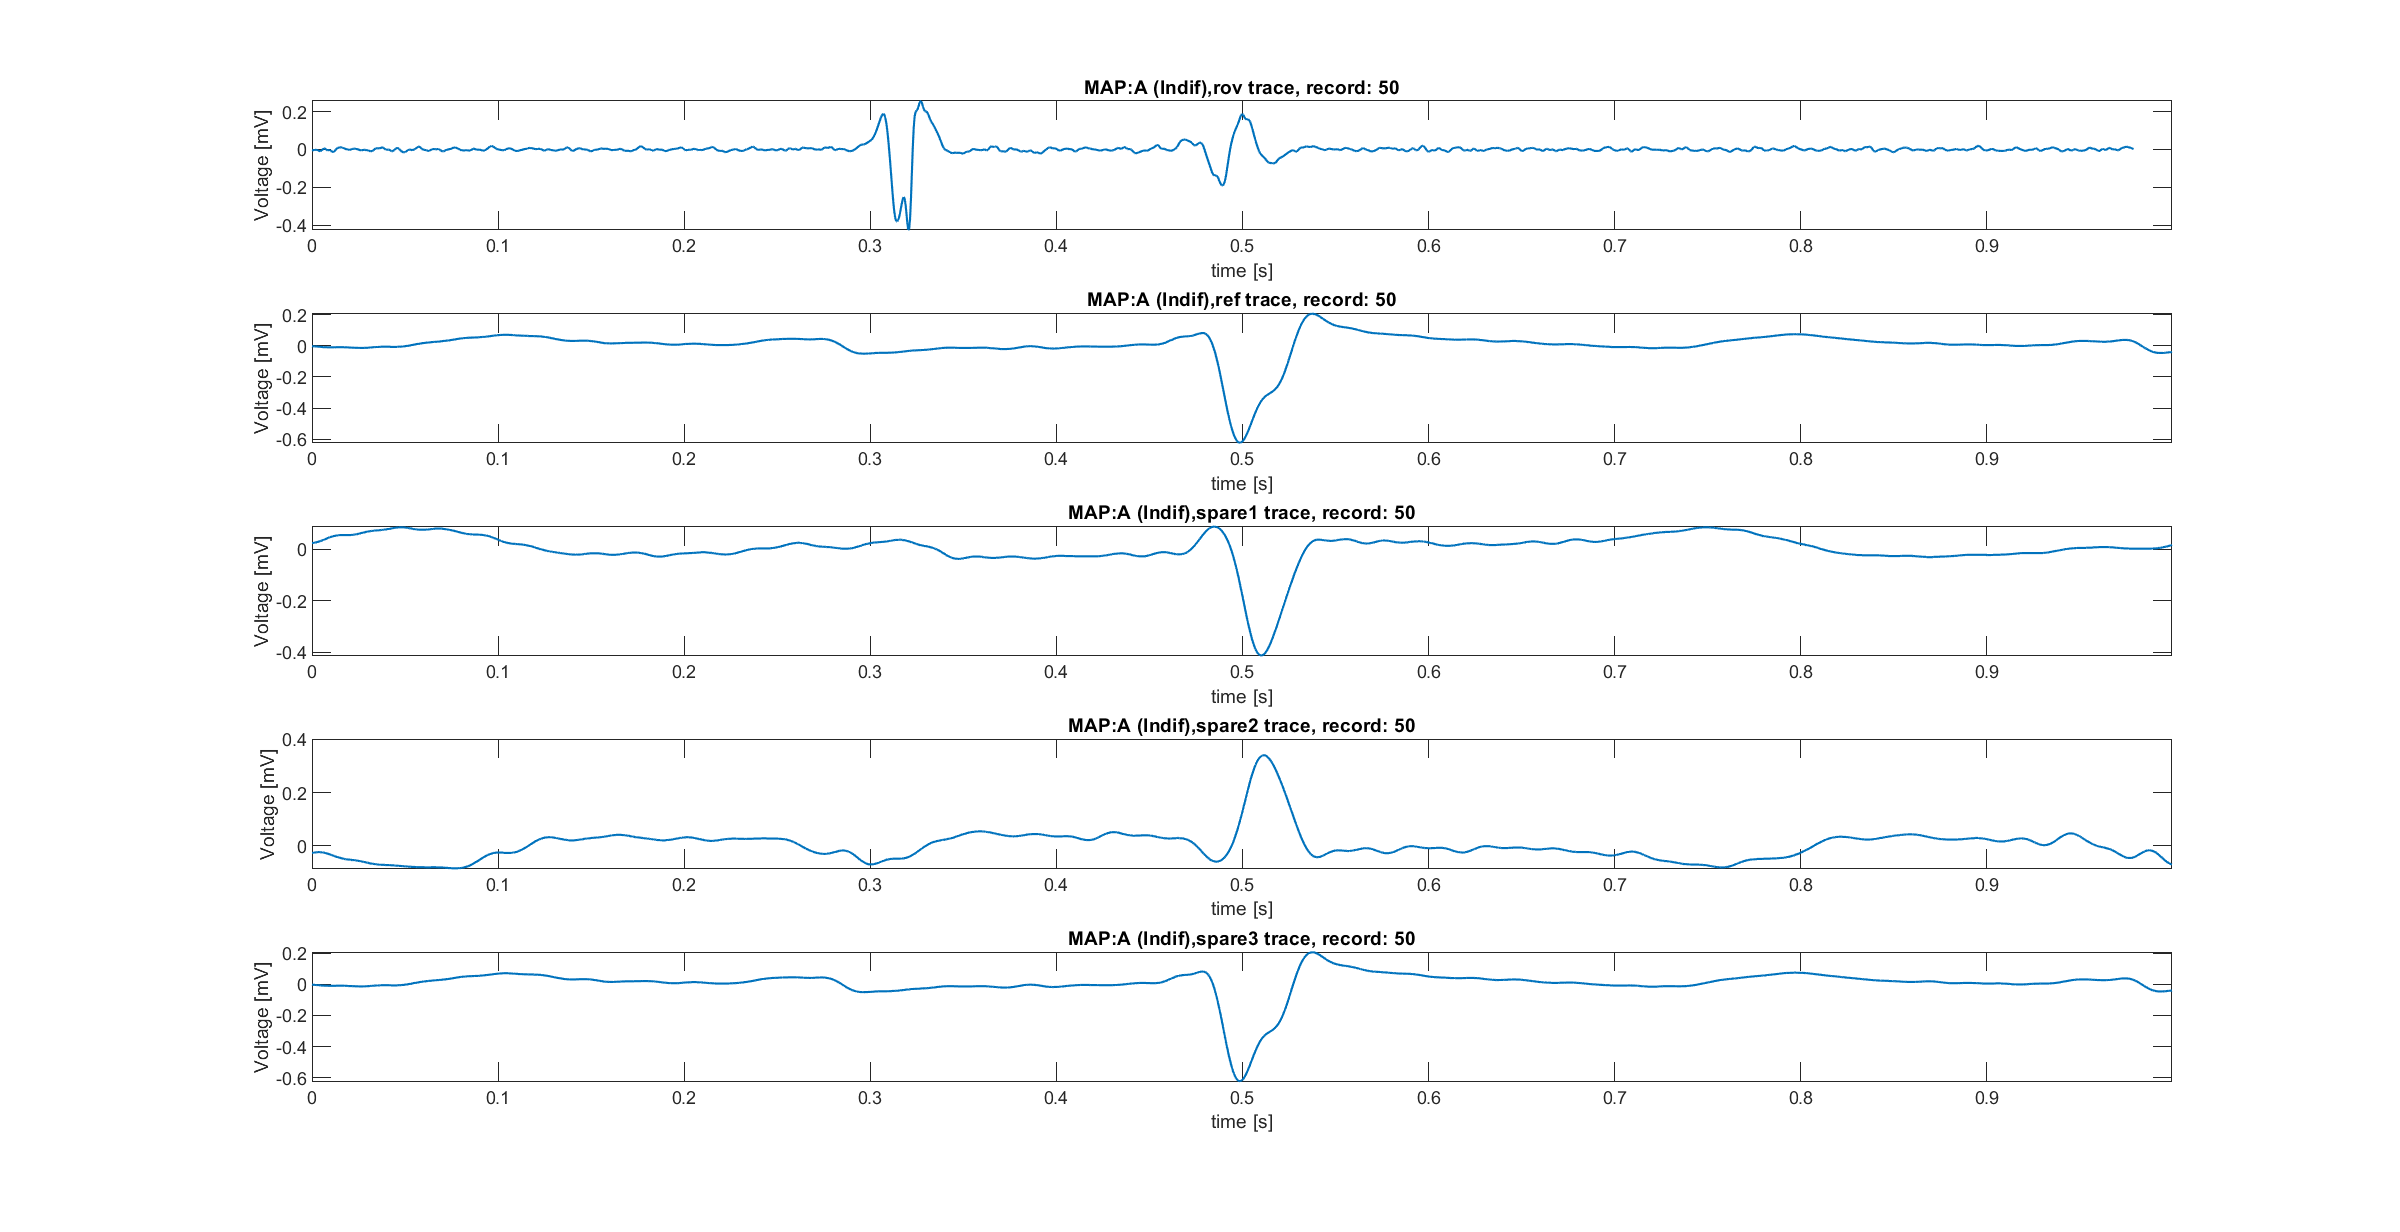 MAP:A (Indif),rov trace, record: 50
Voltage [mV]
0.2
0
-0.2
-0.4
0 0.1 0.2 0.3 0.4 0.5 0.6 0.7 0.8 0.9
time [s]
MAP:A (Indif),ref trace, record: 50
Voltage [mV]
0.2
0
-0.2
-0.4
-0.6
0 0.1 0.2 0.3 0.4 0.5 0.6 0.7 0.8 0.9
time [s]
MAP:A (Indif),spare1 trace, record: 50
Voltage [mV]
0
-0.2
-0.4
0 0.1 0.2 0.3 0.4 0.5 0.6 0.7 0.8 0.9
time [s]
MAP:A (Indif),spare2 trace, record: 50
Voltage [mV]
0.4
0.2
0
0 0.1 0.2 0.3 0.4 0.5 0.6 0.7 0.8 0.9
time [s]
MAP:A (Indif),spare3 trace, record: 50
Voltage [mV]
0.2
0
-0.2
-0.4
-0.6
0 0.1 0.2 0.3 0.4 0.5 0.6 0.7 0.8 0.9
time [s]